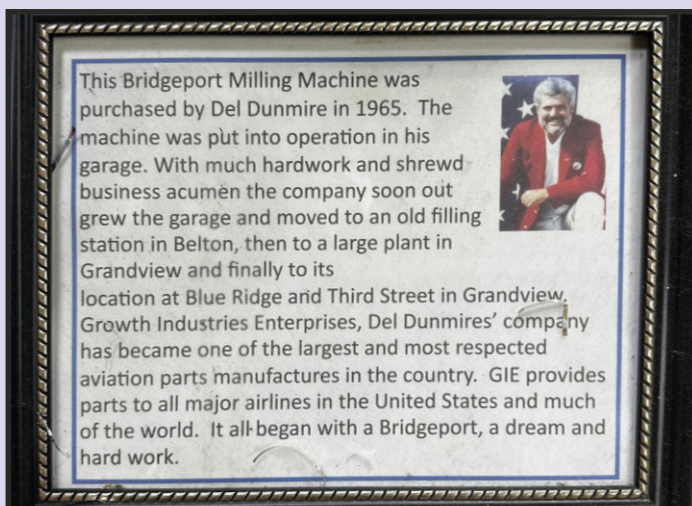 This Bridgeport Milling Machine was
purchased by Del Dunmire in 1965. The
machine was put into operation in his
garage. With much hardwork and shrewd
business acumen the company soon out
grew the garage and moved to an old filling
station in Belton, then to a large plant in
Grandview and finally to its
location at Blue Ridge and Third Street in Grandview.
Growth Industries Enterprises, Del Dunmires' company
has became one of the largest and most respected
aviation parts manufactures in the country. GIE provides
parts to all major airlines in the United States and much
of the world. It all began with a Bridgeport, a dream and
hard work.